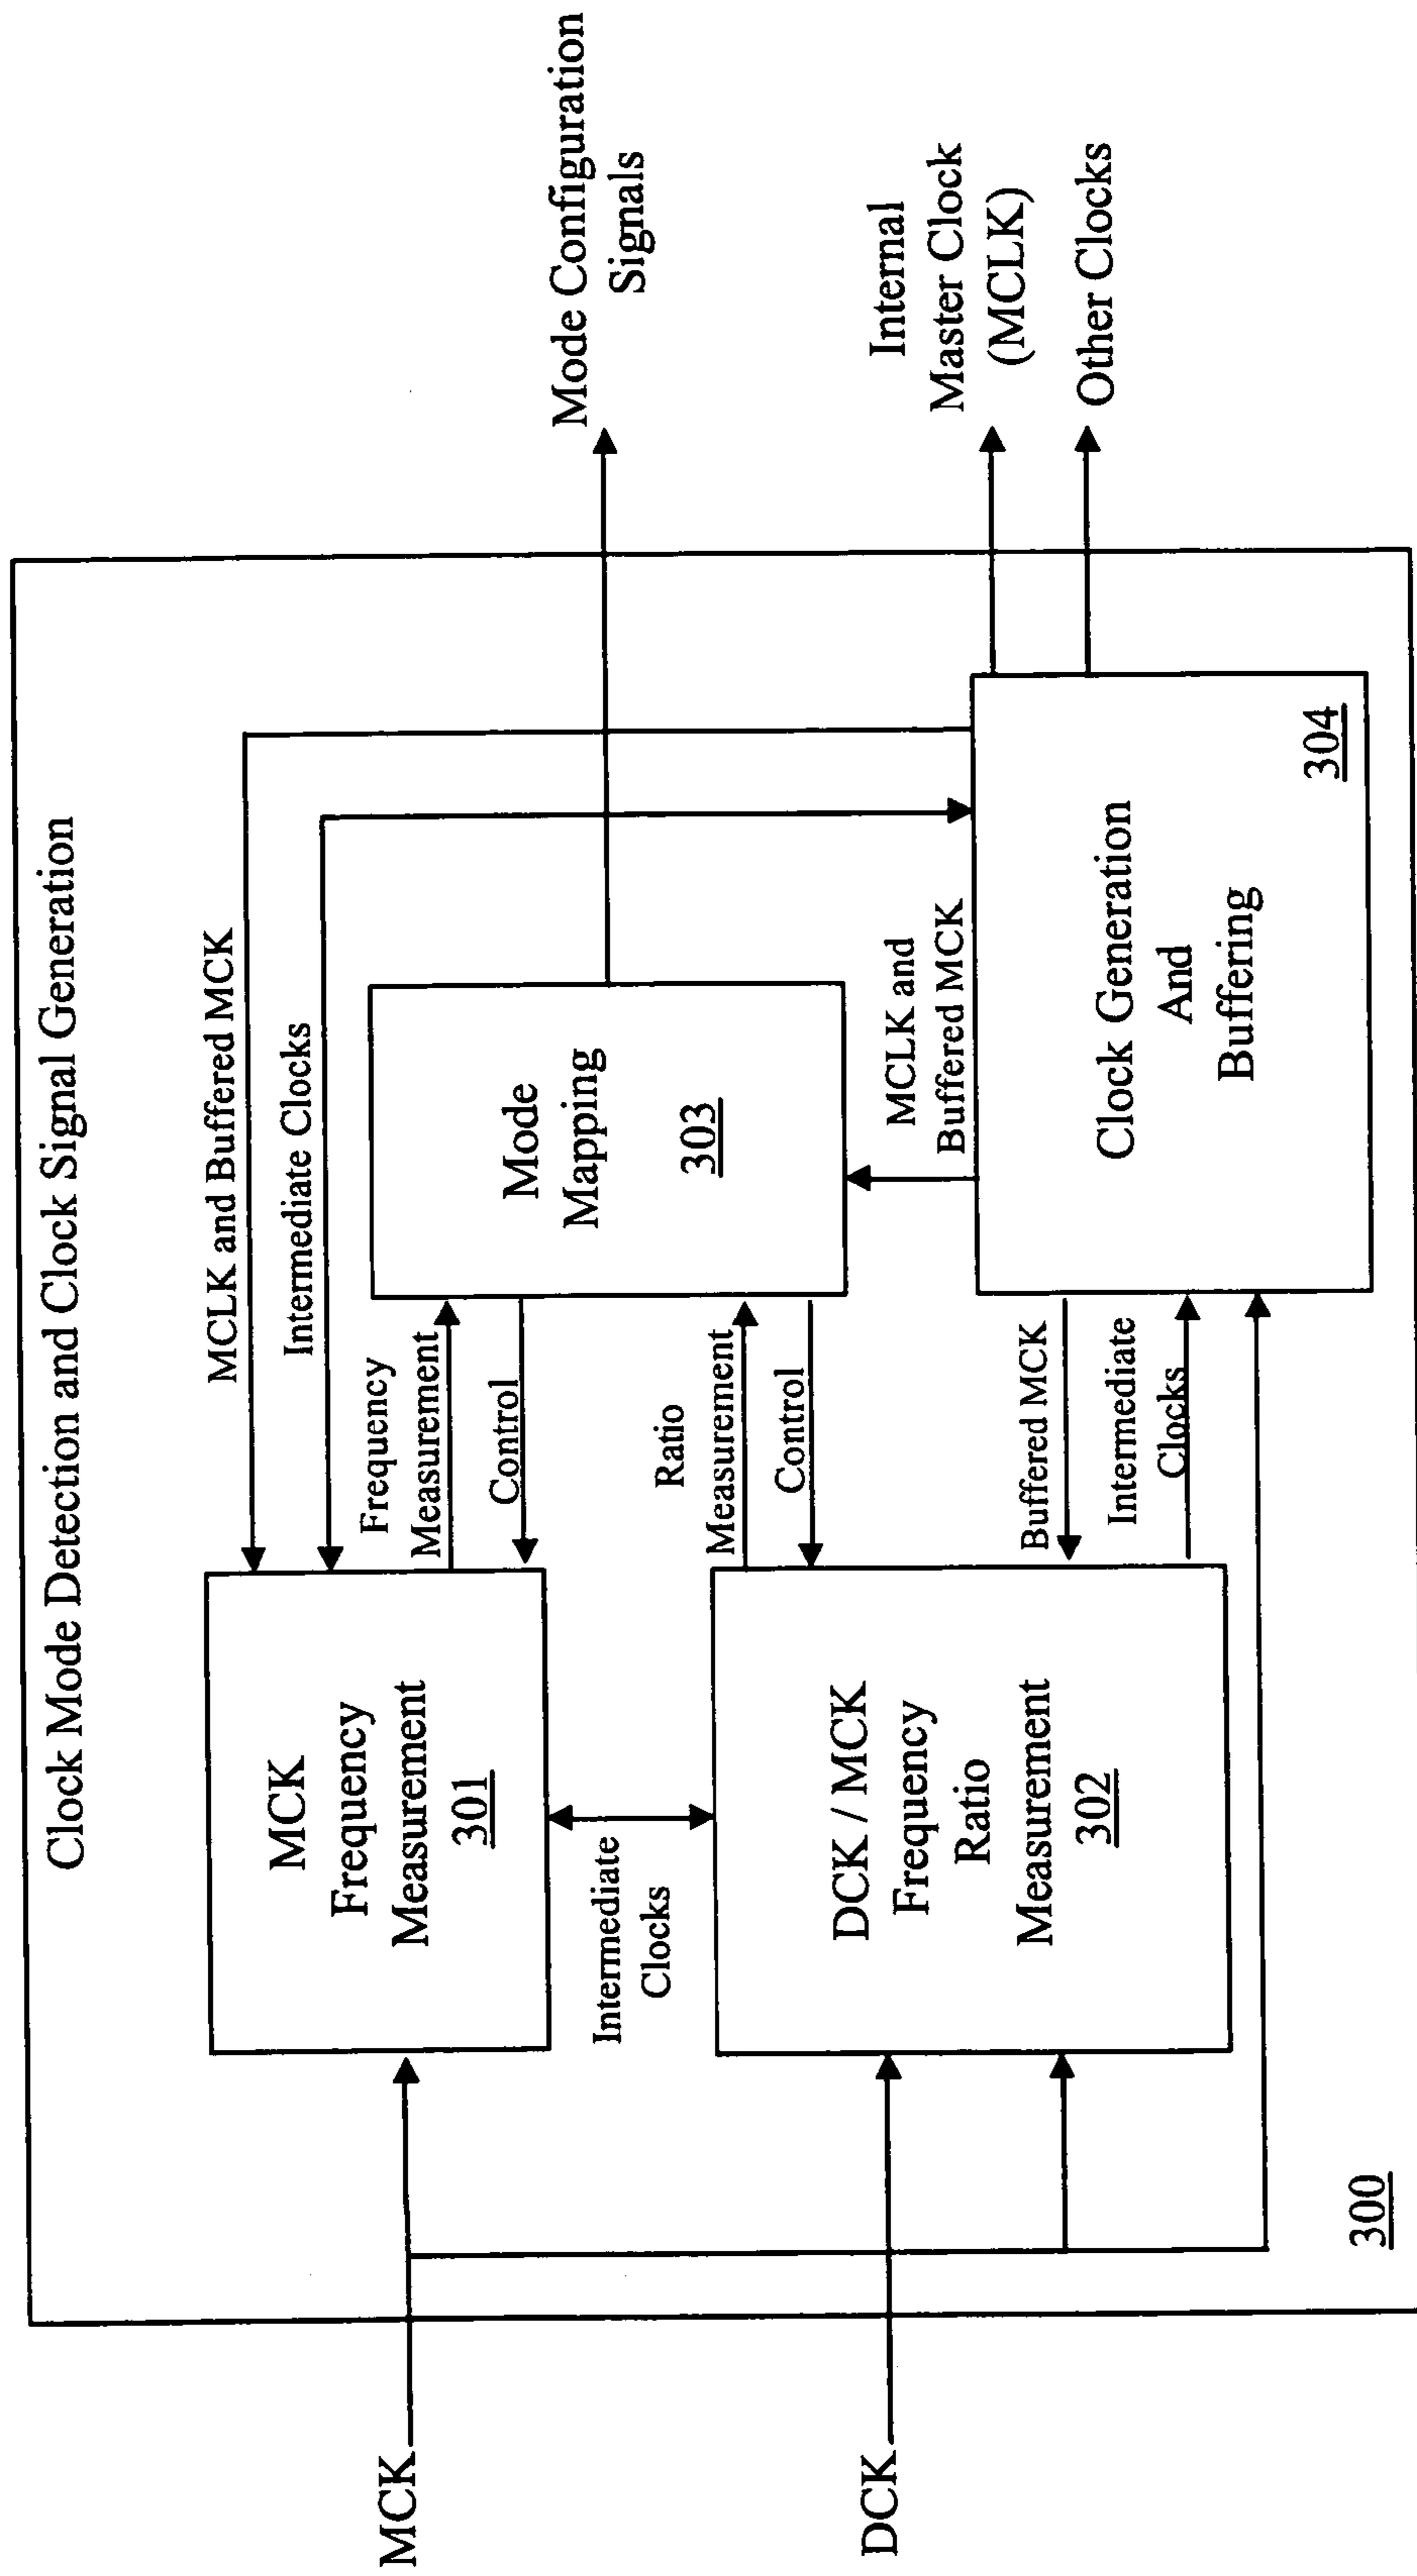 Clock Mode Detection and Clock Signal Generation
MCLK and Buffered MCK
Intermediate Clocks
MCK
MCK
Frequency
Measurement
301
Frequency
Measurement
Control
Mode
Mapping
303
Mode Configuration
Signals
Intermediate
Clocks
Ratio
Measurement
Control
MCLK and
Buffered MCK
Internal
Master Clock
(MCLK)
Other Clocks
DCK
DCK / MCK
Frequency
Ratio
Measurement
302
Buffered MCK
Intermediate
Clocks
Clock Generation
And
Buffering
304
300